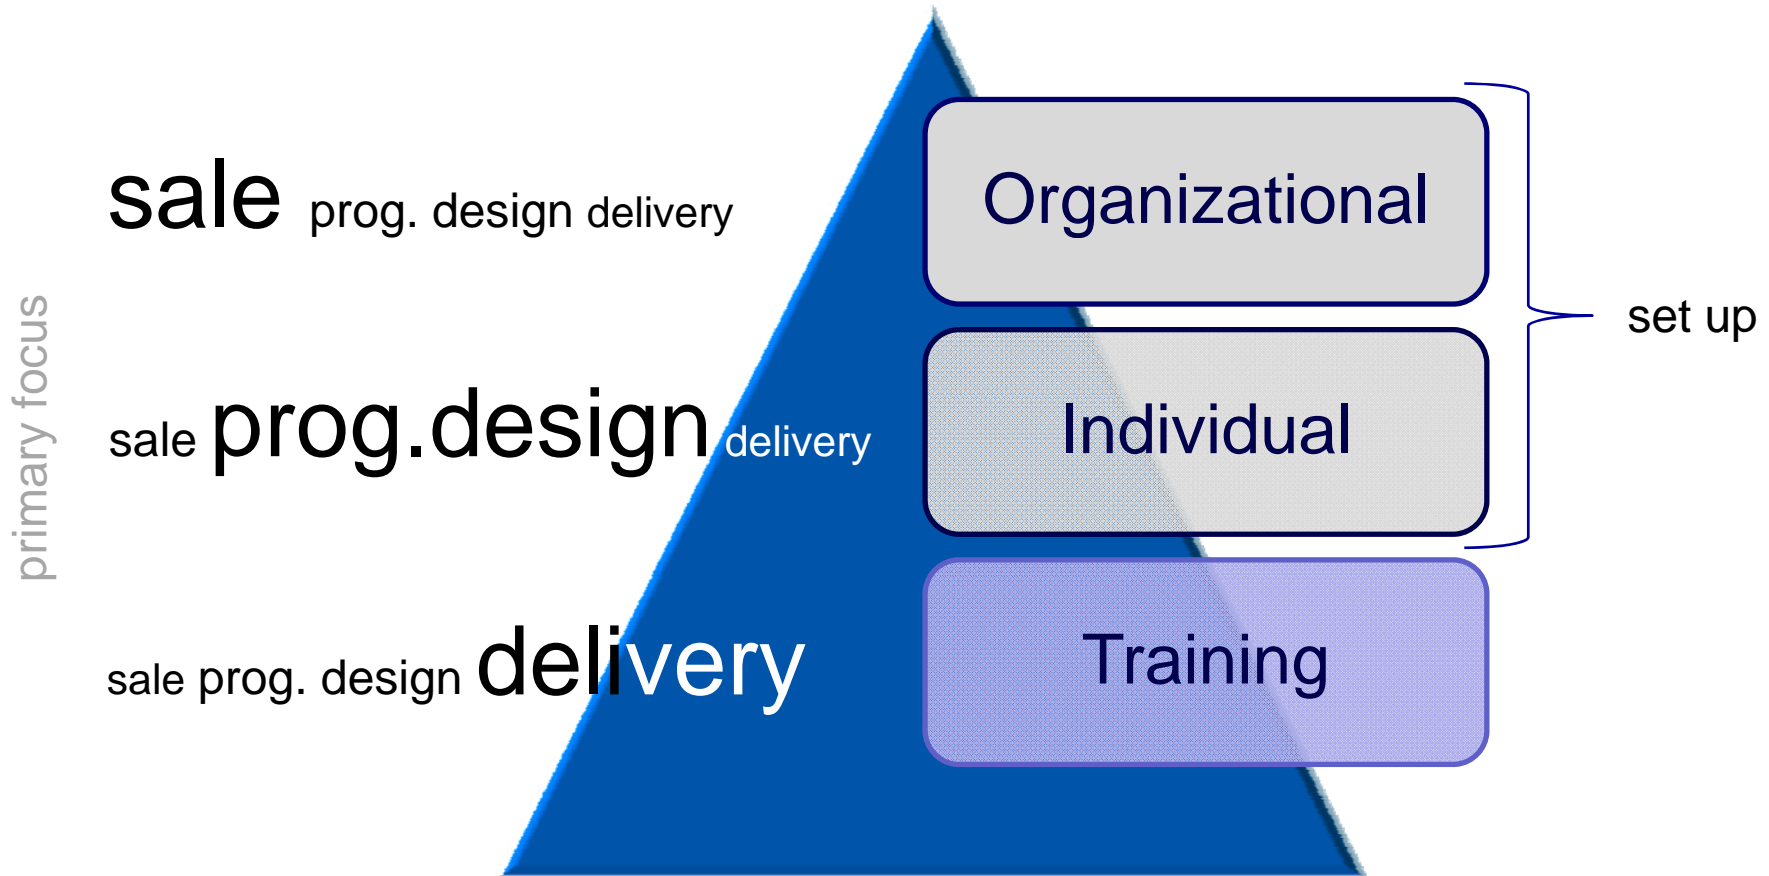 primary focus
sale prog. design delivery
Organizational
set up
sale prog.design delivery
Individual
sale prog. design delivery
Training